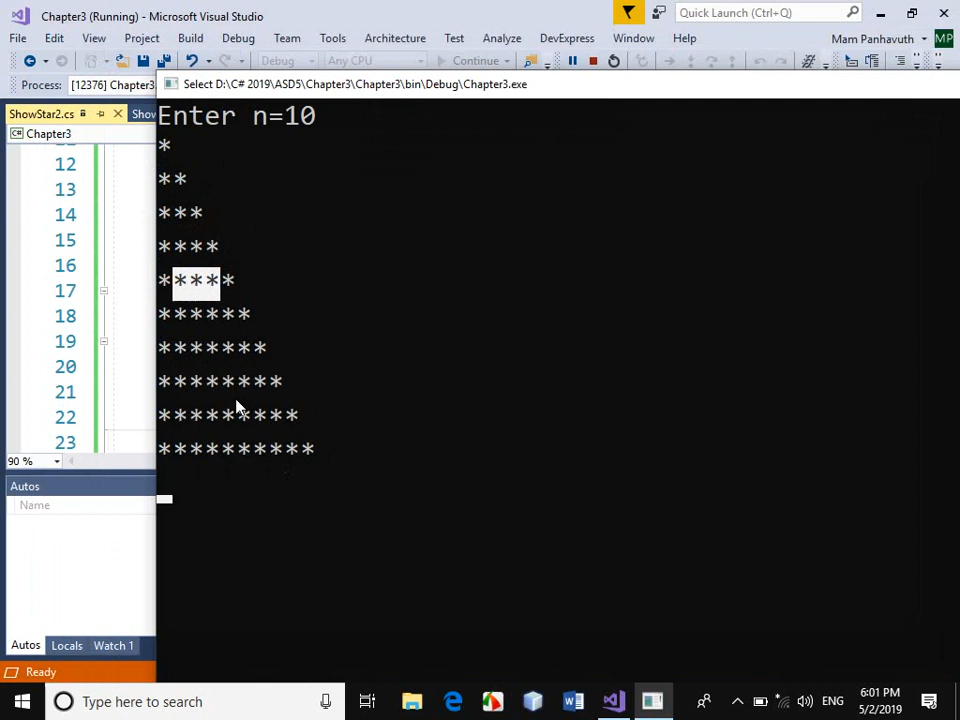 Chapter3 (Running) - Microsoft Visual Studio
Quick Launch (Ctrl+Q)
File Edit View Project Build Debug Team Tools Architecture Test Analyze DevExpress Window Help
Mam Panhavuth MP
Debug Any CPU Continue
Process: [12376] Chapter3
Select D:\C# 2019\ASD5\Chapter3\Chapter3\bin\Debug\Chapter3.exe
ShowStar2.cs Show
Chapter3
Enter n=10
*
**
***
****
*****
******
*******
********
*********
**********
12
13
14
15
16
17
18
19
20
21
22
23
90 %
Autos
Name
Autos Locals Watch 1
Ready
Type here to search
ENG
6:01 PM
5/2/2019